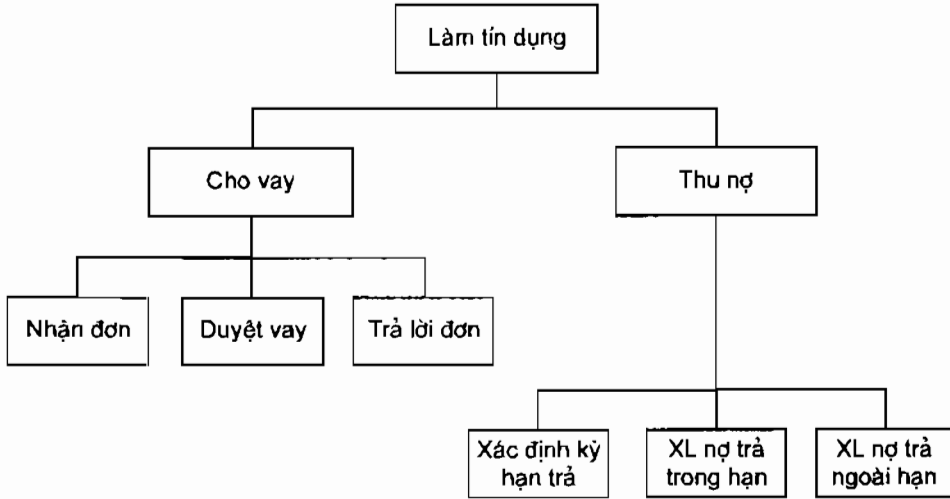 Làm tín dụng
Cho vay
Thu nợ
Nhận đơn
Duyệt vay
Trả lời đơn
Xác định kỳ
hạn trả
XL nợ trả
trong hạn
XL nợ trả
ngoài hạn